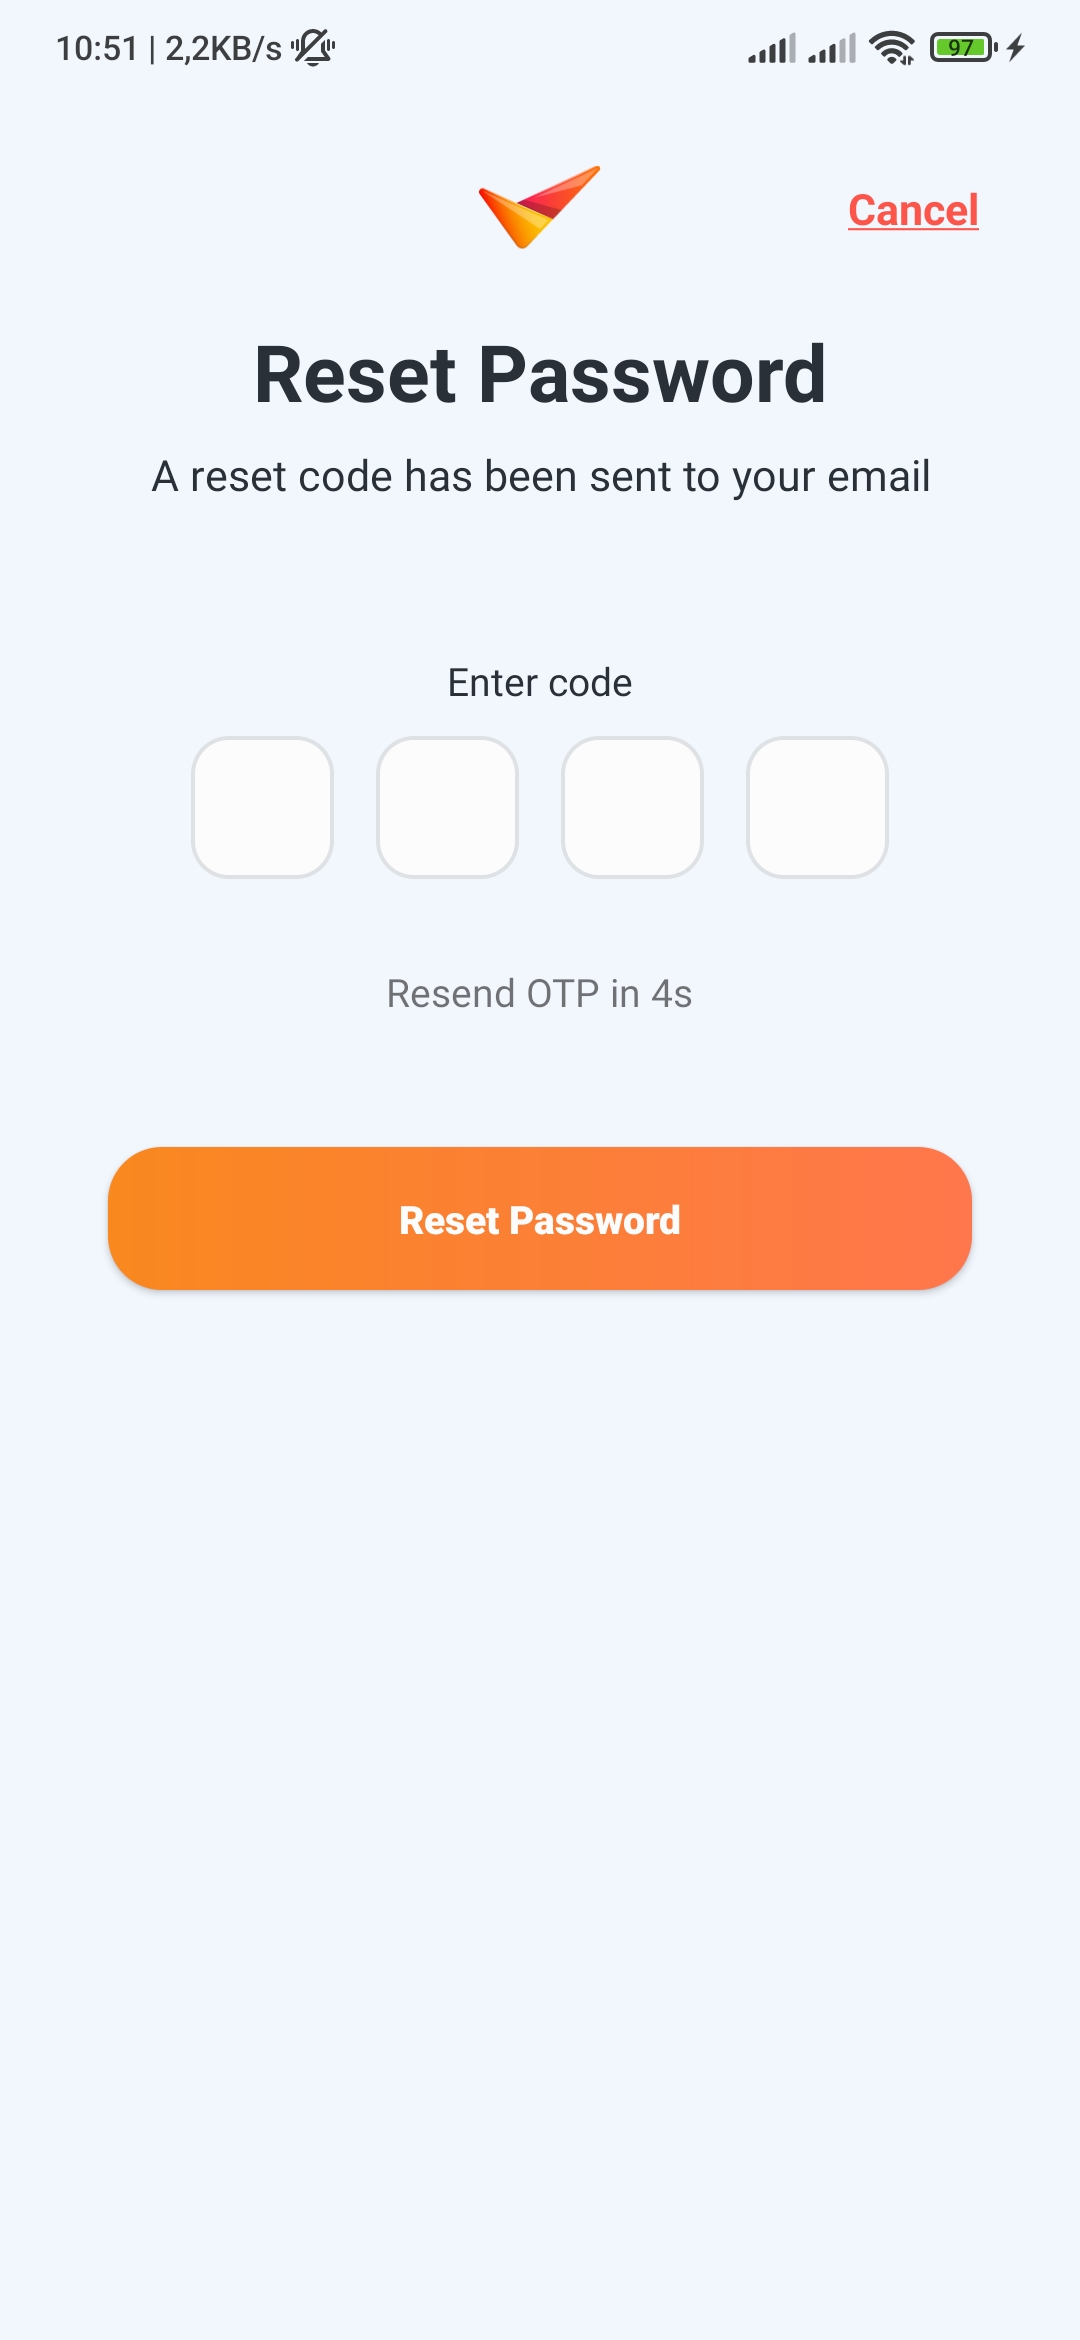 10:51 | 2,2KB/s
97
Cancel
Reset Password
A reset code has been sent to your email
Enter code
Resend OTP in 4s
Reset Password